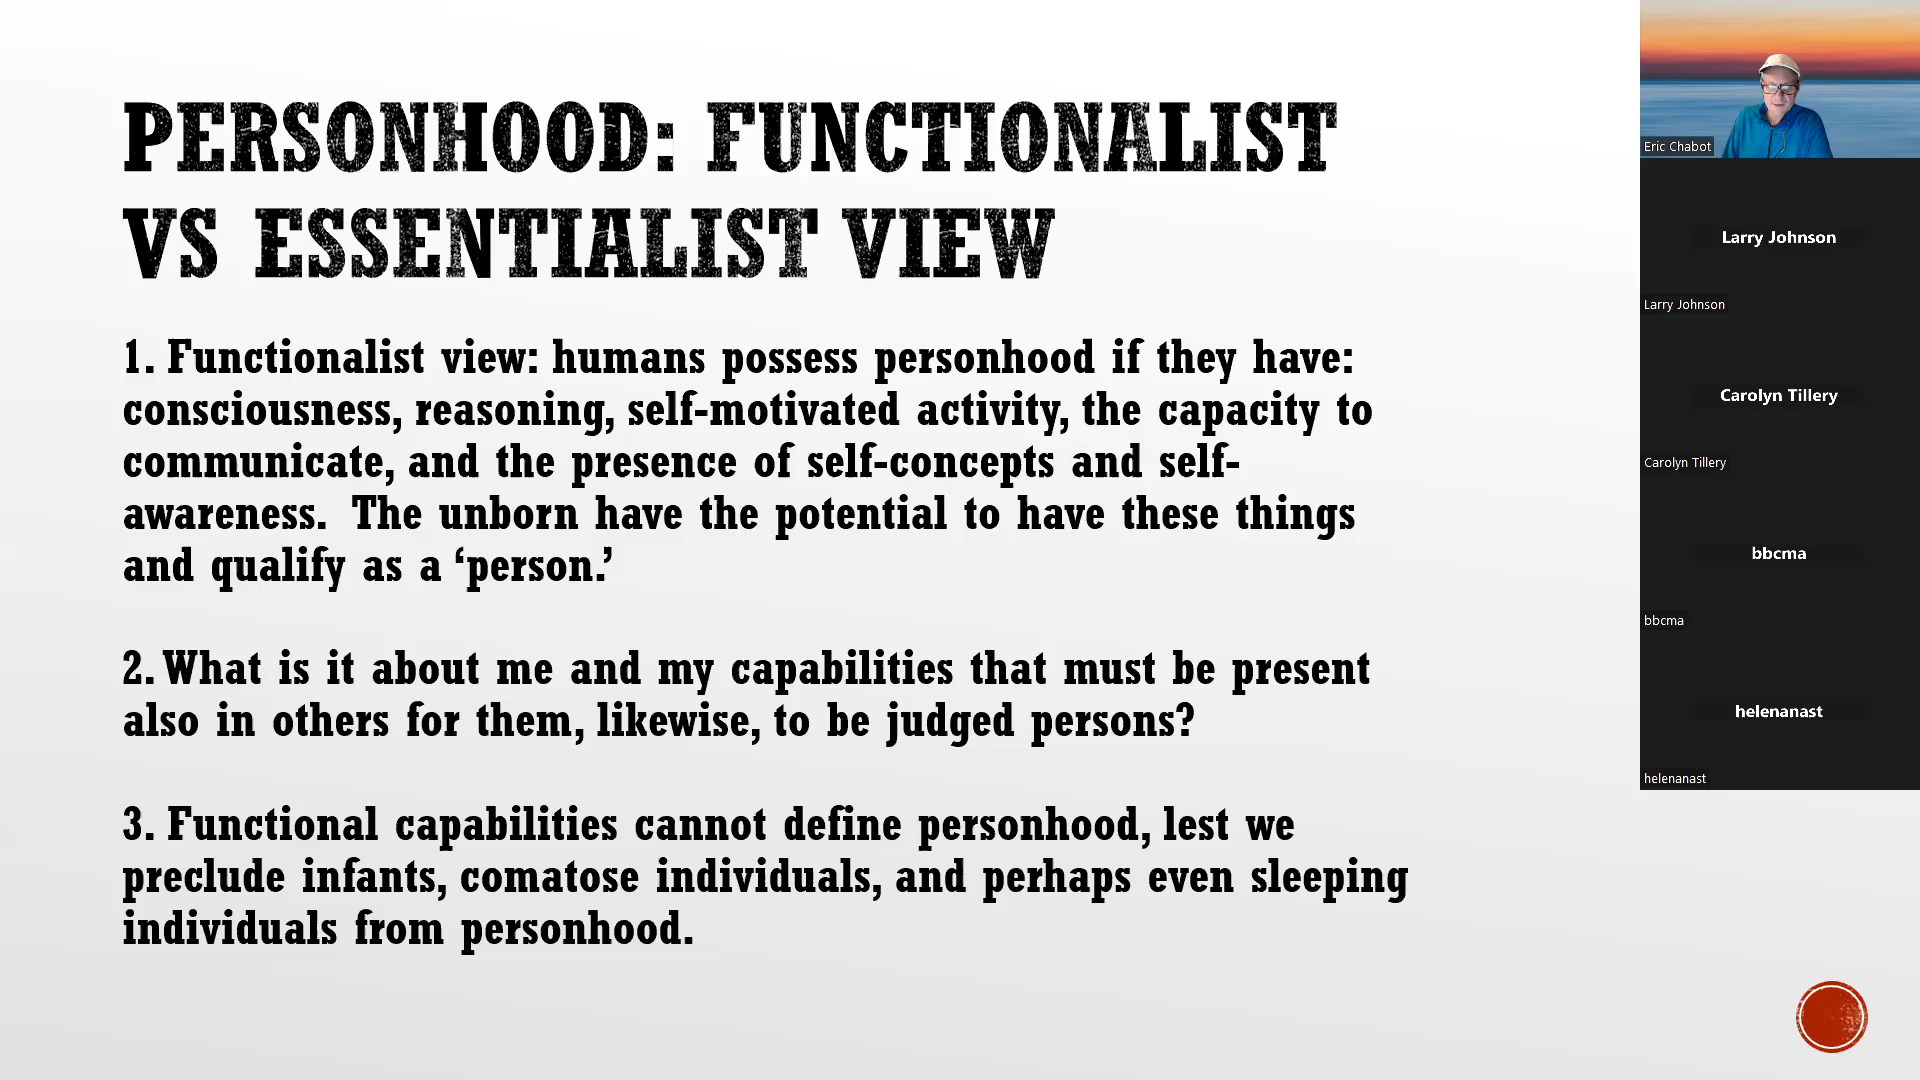 PERSONHOOD: FUNCTIONALIST
VS ESSENTIALIST VIEW
1. Functionalist view: humans possess personhood if they have:
consciousness, reasoning, self-motivated activity, the capacity to
communicate, and the presence of self-concepts and self-
awareness.  The unborn have the potential to have these things
and qualify as a ‘person.’
2. What is it about me and my capabilities that must be present
also in others for them, likewise, to be judged persons?
3. Functional capabilities cannot define personhood, lest we
preclude infants, comatose individuals, and perhaps even sleeping
individuals from personhood.
Eric Chabot
Larry Johnson
Larry Johnson
Carolyn Tillery
Carolyn Tillery
bbcma
bbcma
helenanast
helenanast